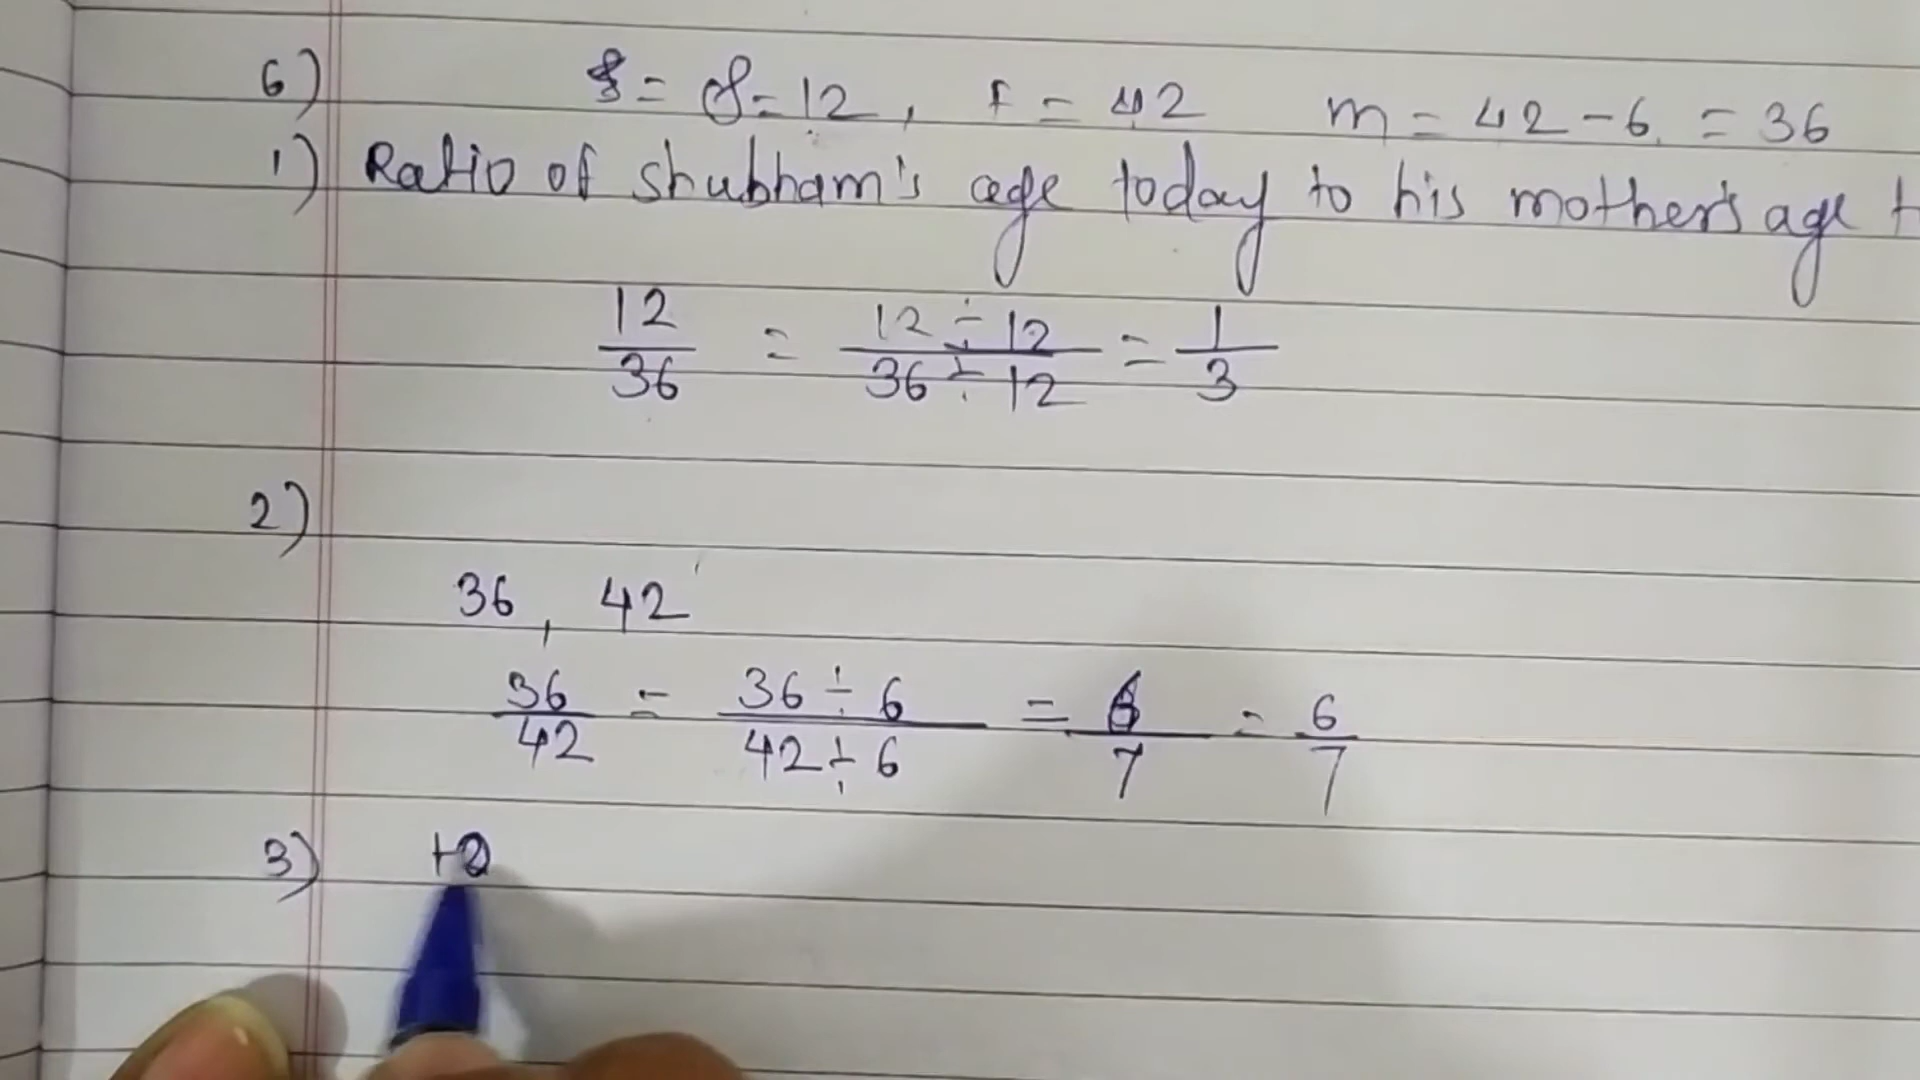 6) S = S = 12, F = 42 m = 42 - 6 = 36
1) Ratio of shubham's age today to his mother's age t
12/36 = 12 ÷ 12/36 ÷ 12 = 1/3
2)
36, 42
36/42 = 36 ÷ 6/42 ÷ 6 = 6/7 = 6/7
3)